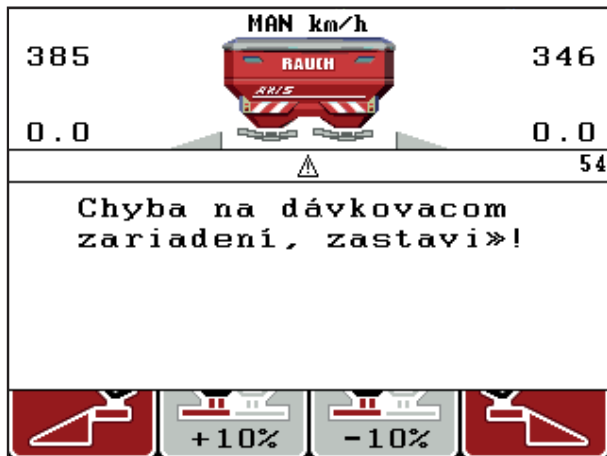 MAN km/h
385
346
RAUCH
AXIS
0.0
0.0
54
Chyba na dávkovacom
zariadení, zastavi»!
+10%
-10%